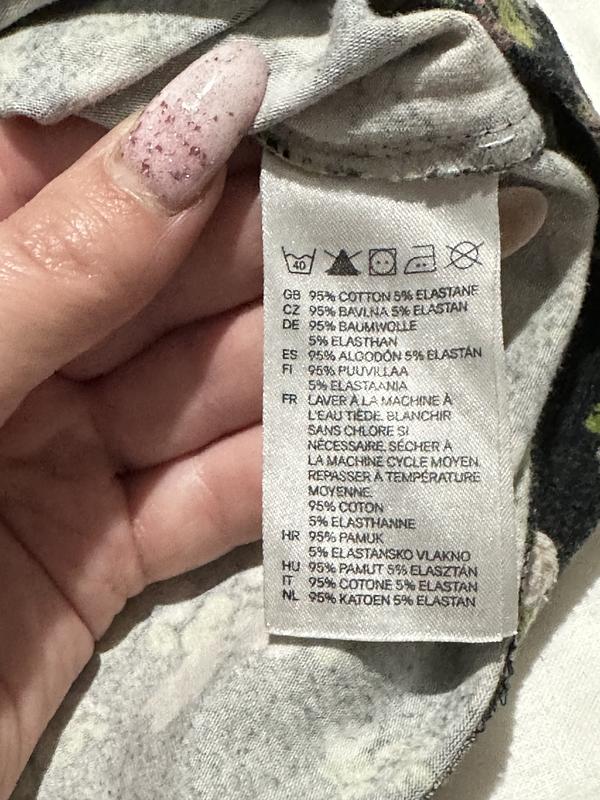 40
GB 95% COTTON 5% ELASTANE
CZ 95% BAVLNA 5% ELASTAN
DE 95% BAUMWOLLE
5% ELASTHAN
ES 95% ALGODÓN 5% ELASTÁN
FI 95% PUUVILLAA
5% ELASTAANIA
FR LAVER À LA MACHINE À
L'EAU TIÈDE. BLANCHIR
SANS CHLORE SI
NÉCESSAIRE. SÉCHER À
LA MACHINE CYCLE MOYEN.
REPASSER À TEMPÉRATURE
MOYENNE.
95% COTON
5% ELASTHANNE
HR 95% PAMUK
5% ELASTANSKO VLAKNO
HU 95% PAMUT 5% ELASZTÁN
IT 95% COTONE 5% ELASTAN
NL 95% KATOEN 5% ELASTAN